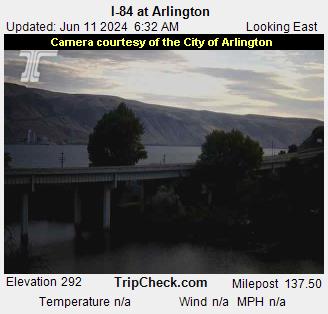 I-84 at Arlington
Updated: Jun 11 2024 6:32 AM Looking East
Camera courtesy of the City of Arlington
Elevation 292 TripCheck.com Milepost 137.50
Temperature n/a Wind n/a MPH n/a